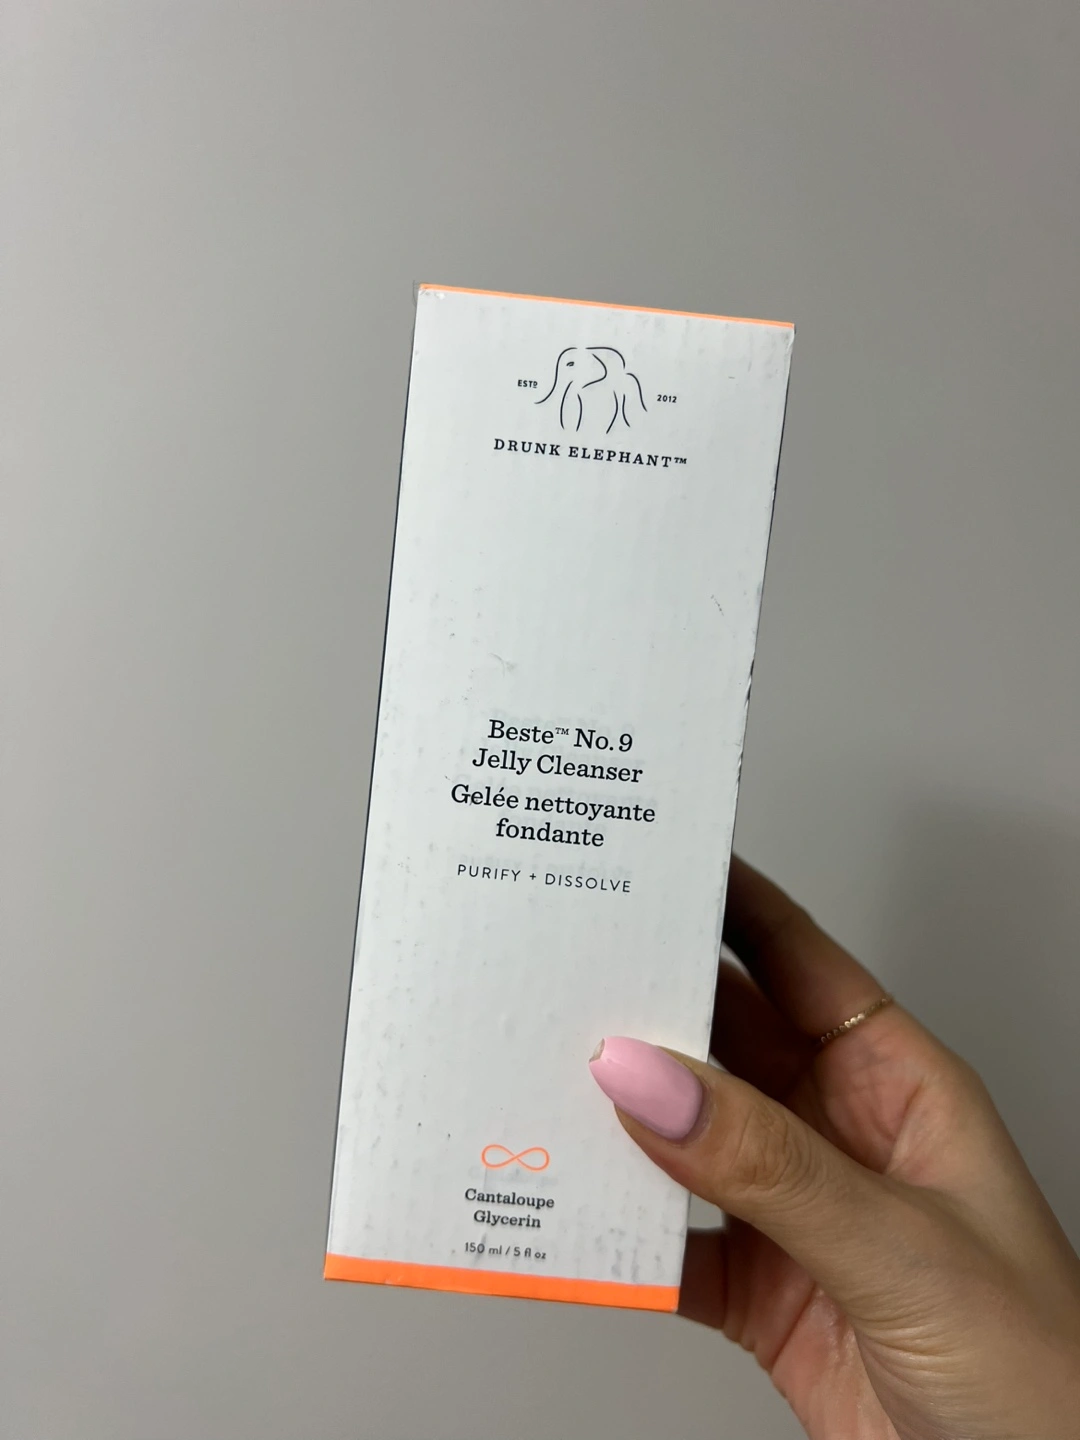 ESTD 2012
DRUNK ELEPHANT™
Beste™ No. 9
Jelly Cleanser
Gelée nettoyante
fondante
PURIFY + DISSOLVE
Cantaloupe
Glycerin
150 ml / 5 fl oz